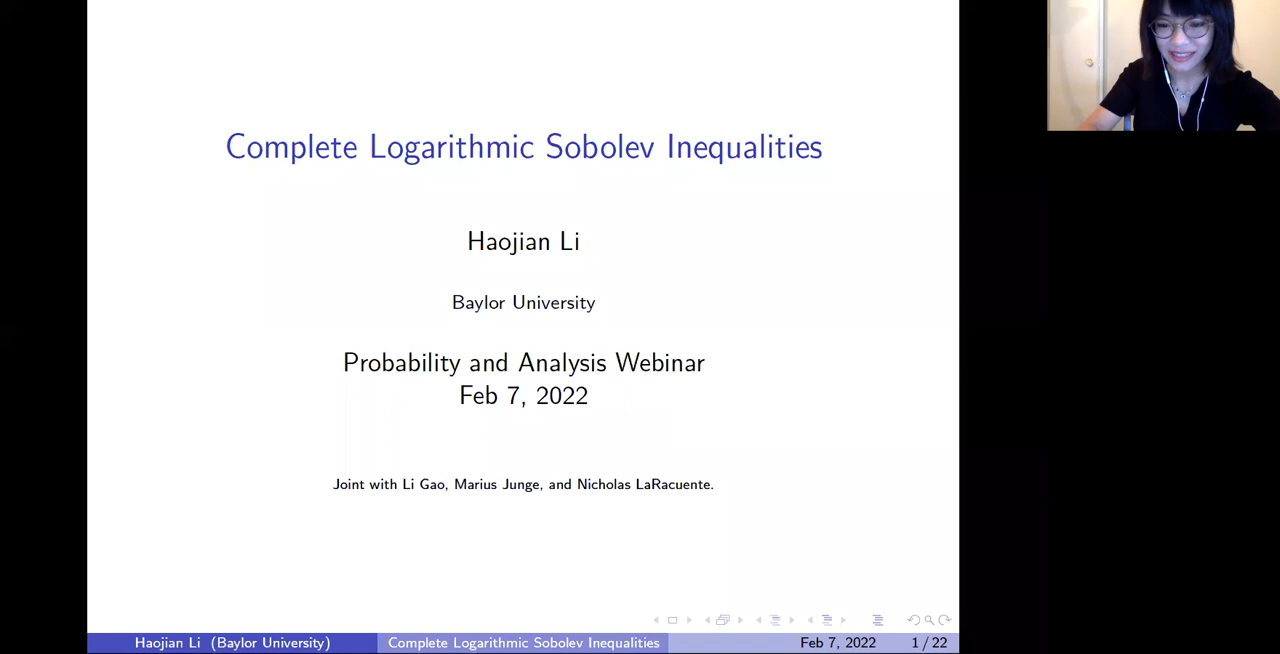 Complete Logarithmic Sobolev Inequalities
Haojian Li
Baylor University
Probability and Analysis Webinar
Feb 7, 2022
Joint with Li Gao, Marius Junge, and Nicholas LaRacuente.
Haojian Li (Baylor University) Complete Logarithmic Sobolev Inequalities Feb 7, 2022 1 / 22